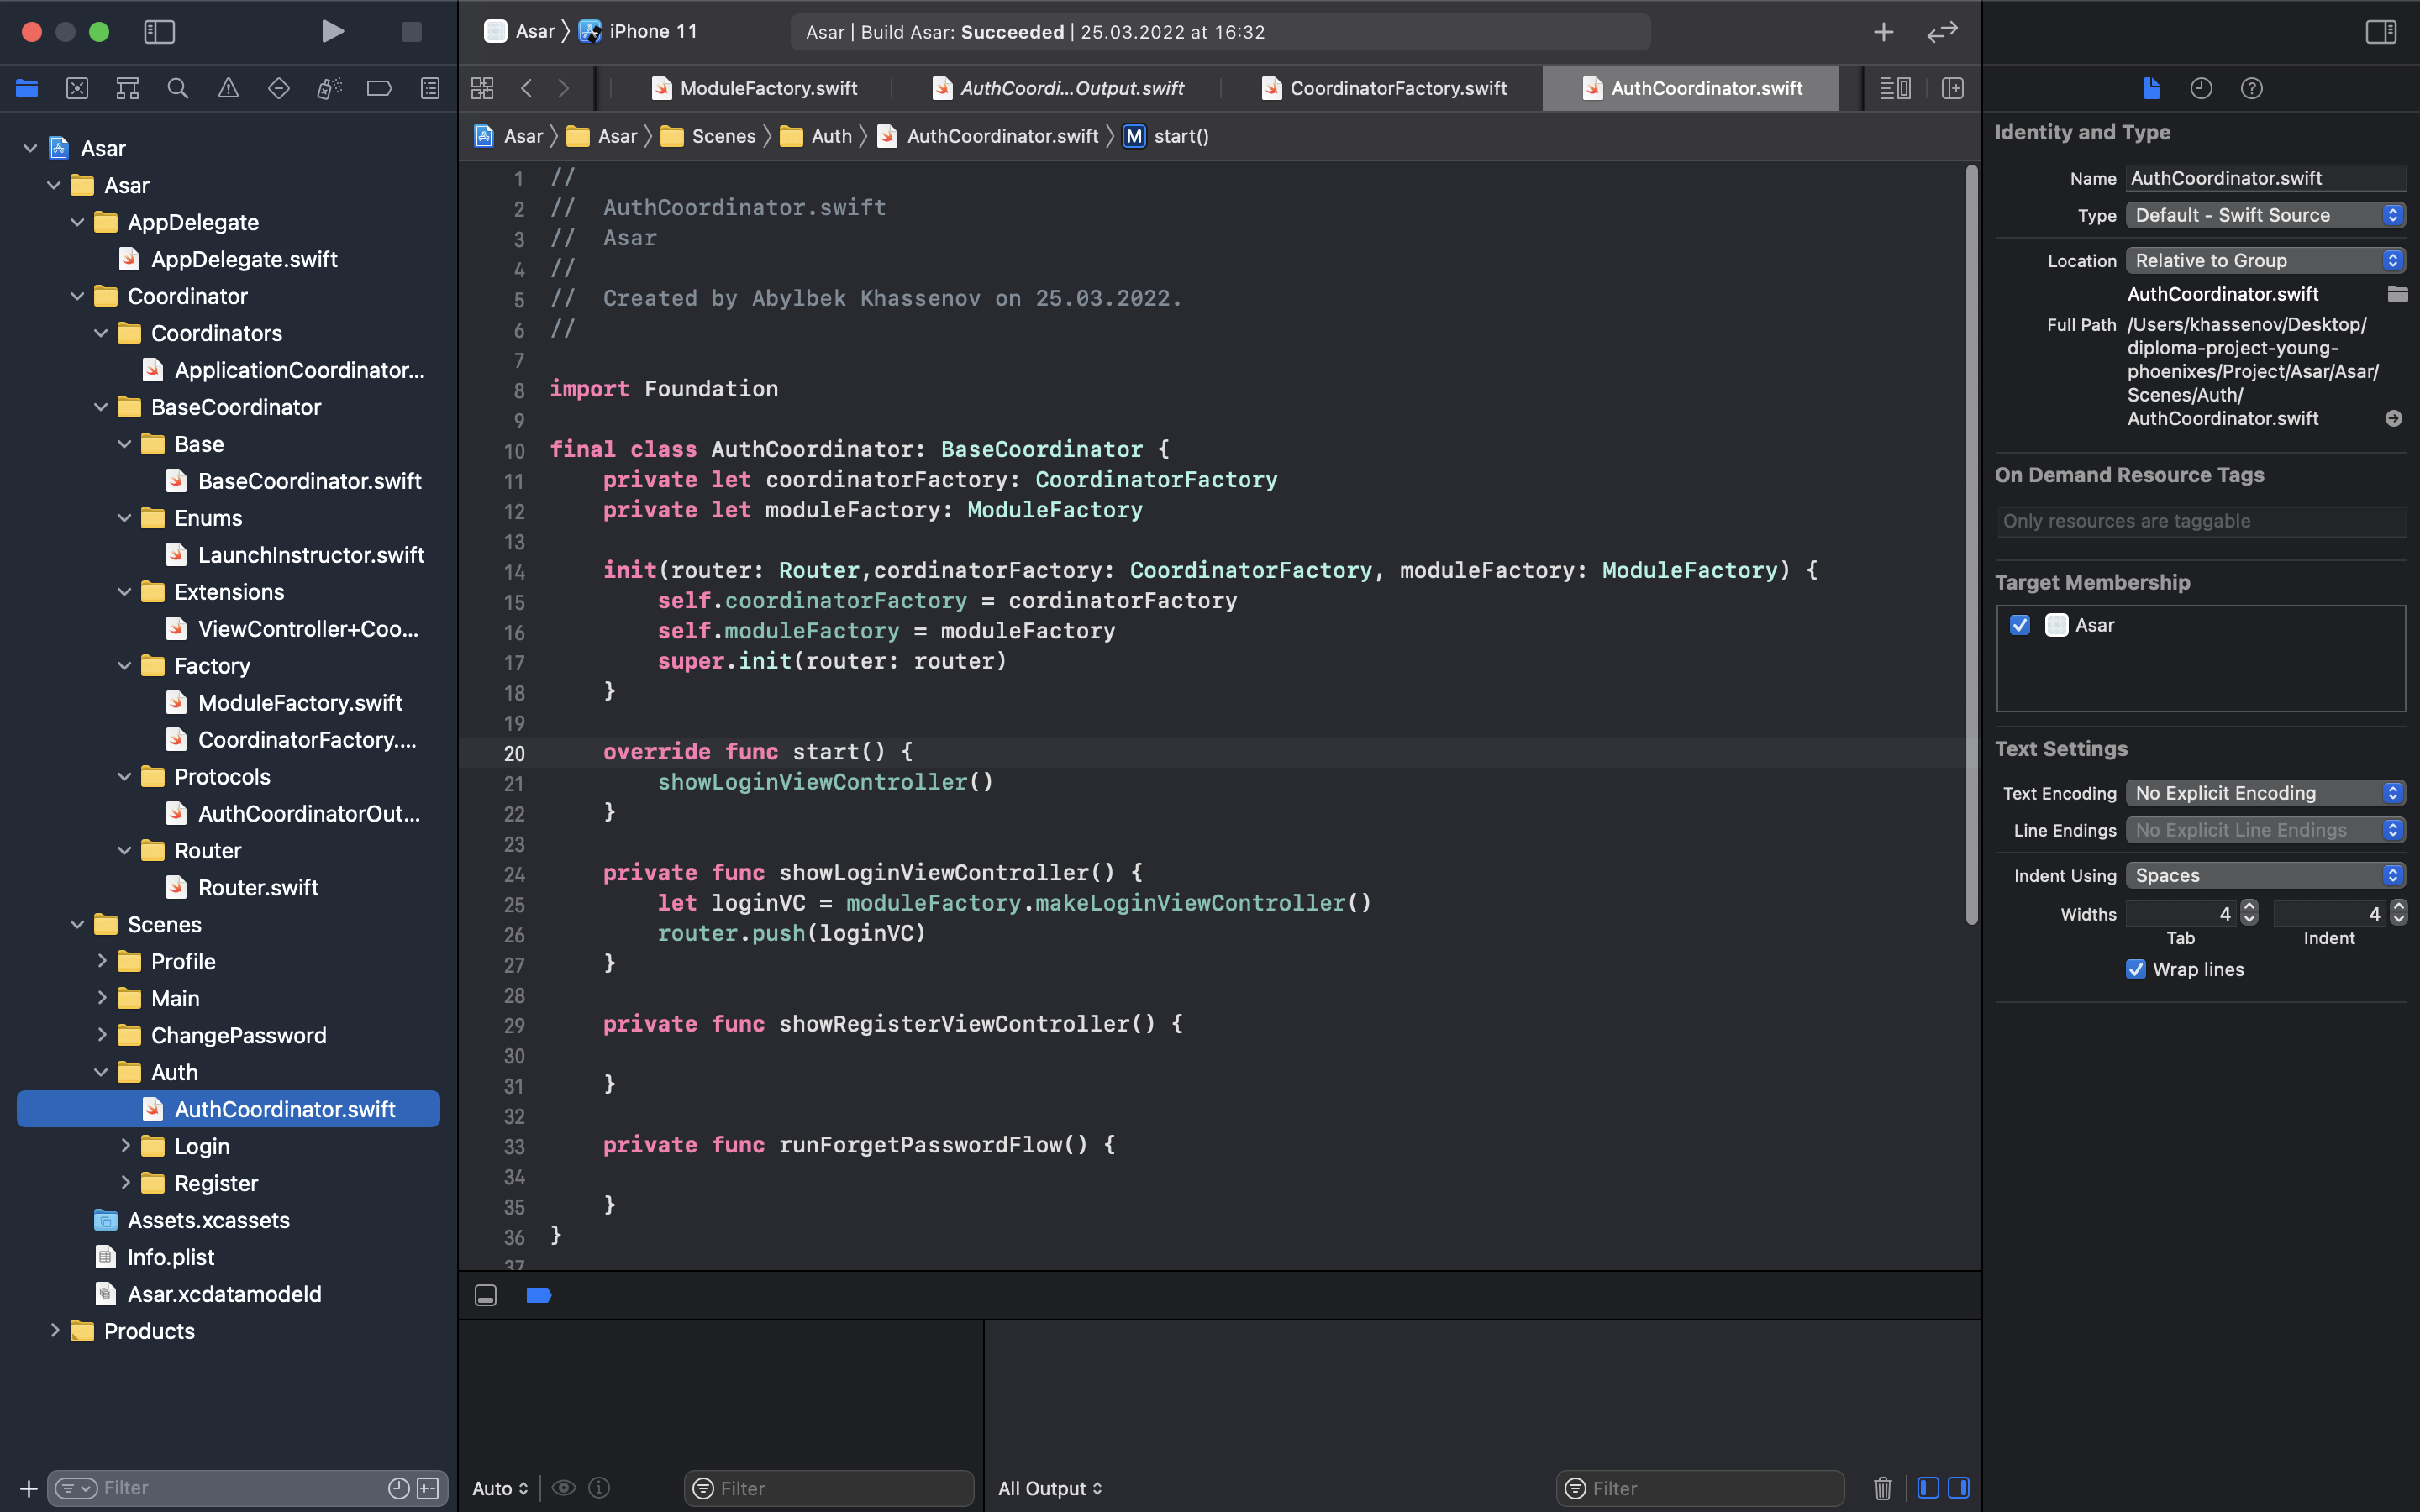 Asar
iPhone 11
Asar | Build Asar: Succeeded | 25.03.2022 at 16:32
ModuleFactory.swift
AuthCoordi...Output.swift
CoordinatorFactory.swift
AuthCoordinator.swift
Asar
Asar
Scenes
Auth
AuthCoordinator.swift
M start()
Asar
Asar
AppDelegate
AppDelegate.swift
Coordinator
Coordinators
ApplicationCoordinator...
BaseCoordinator
Base
BaseCoordinator.swift
Enums
LaunchInstructor.swift
Extensions
ViewController+Coo...
Factory
ModuleFactory.swift
CoordinatorFactory....
Protocols
AuthCoordinatorOut...
Router
Router.swift
Scenes
Profile
Main
ChangePassword
Auth
AuthCoordinator.swift
Login
Register
Assets.xcassets
Info.plist
Asar.xcdatamodeld
Products
Filter
1 //
2 //  AuthCoordinator.swift
3 //  Asar
4 //
5 //  Created by Abylbek Khassenov on 25.03.2022.
6 //
7
8 import Foundation
9
10 final class AuthCoordinator: BaseCoordinator {
11     private let coordinatorFactory: CoordinatorFactory
12     private let moduleFactory: ModuleFactory
13
14     init(router: Router,cordinatorFactory: CoordinatorFactory, moduleFactory: ModuleFactory) {
15         self.coordinatorFactory = cordinatorFactory
16         self.moduleFactory = moduleFactory
17         super.init(router: router)
18     }
19
20     override func start() {
21         showLoginViewController()
22     }
23
24     private func showLoginViewController() {
25         let loginVC = moduleFactory.makeLoginViewController()
26         router.push(loginVC)
27     }
28
29     private func showRegisterViewController() {
30
31     }
32
33     private func runForgetPasswordFlow() {
34
35     }
36 }
37
Auto
Filter
All Output
Filter
Identity and Type
Name AuthCoordinator.swift
Type Default - Swift Source
Location Relative to Group
AuthCoordinator.swift
Full Path /Users/khassenov/Desktop/
diploma-project-young-
phoenixes/Project/Asar/Asar/
Scenes/Auth/
AuthCoordinator.swift
On Demand Resource Tags
Only resources are taggable
Target Membership
Asar
Text Settings
Text Encoding No Explicit Encoding
Line Endings No Explicit Line Endings
Indent Using Spaces
Widths 4 4
Tab Indent
Wrap lines